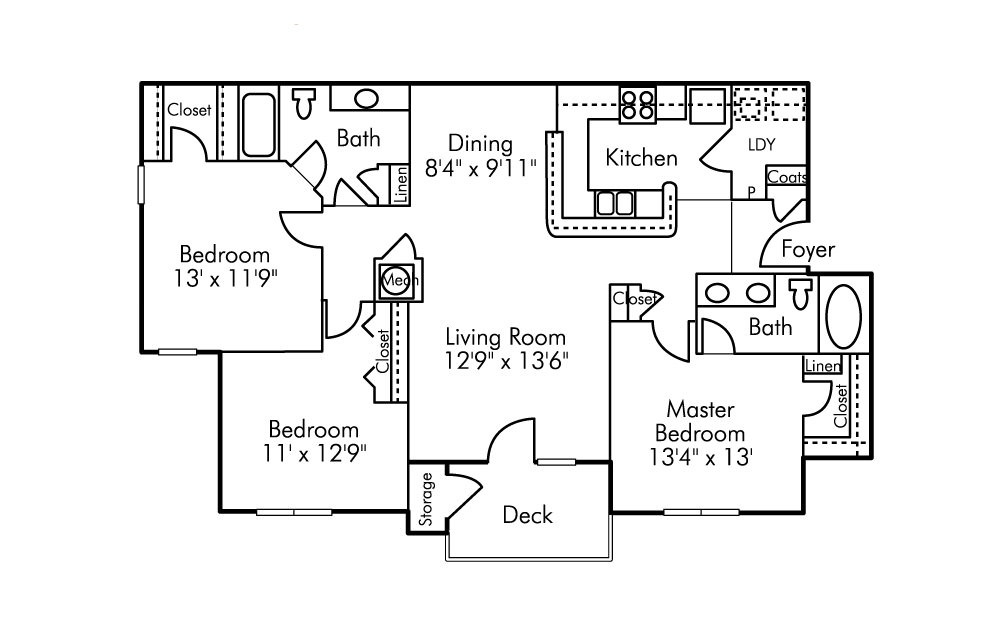 Closet
Bath
Linen
Dining
8'4" x 9'11"
Kitchen
LDY
Coats
P
Foyer
Bedroom
13' x 11'9"
Mech
Closet
Living Room
12'9" x 13'6"
Closet
Bath
Linen
Closet
Master
Bedroom
13'4" x 13'
Bedroom
11' x 12'9"
Storage
Deck